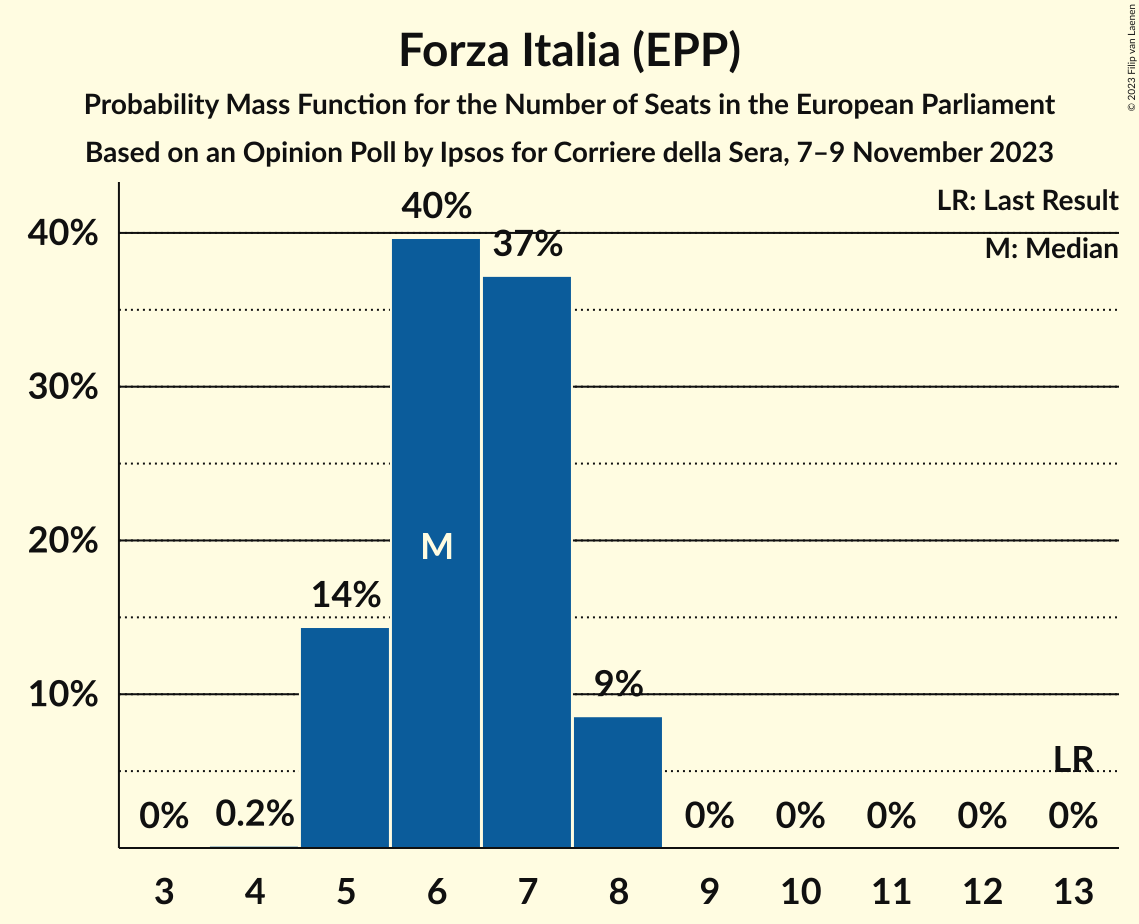 Forza Italia (EPP)
Probability Mass Function for the Number of Seats in the European Parliament
Based on an Opinion Poll by Ipsos for Corriere della Sera, 7–9 November 2023
© 2023 Filip van Laenen
LR: Last Result
M: Median
40%
30%
20%
10%
0%
0.2%
14%
40%
37%
9%
0%
0%
0%
0%
0%
M
LR
3 4 5 6 7 8 9 10 11 12 13